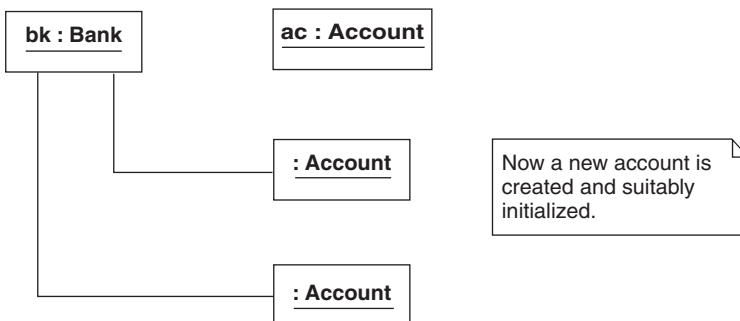 bk : Bank
ac : Account
: Account
Now a new account is
created and suitably
initialized.
: Account